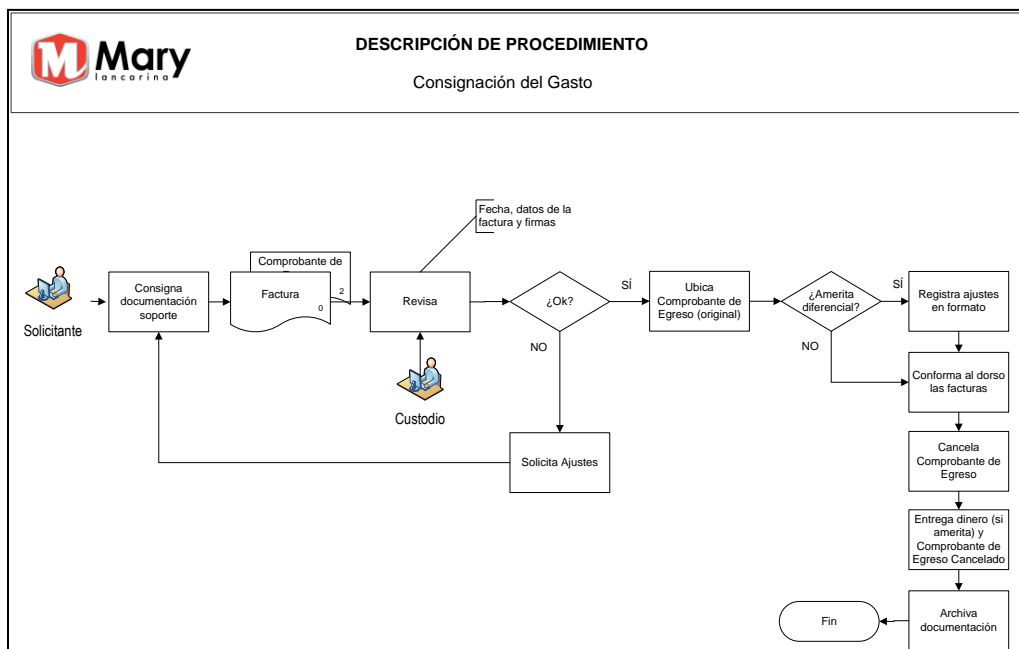 Mary
lancarina
DESCRIPCIÓN DE PROCEDIMIENTO
Consignación del Gasto
Fecha, datos de la
factura y firmas
Solicitante
Consigna
documentación
soporte
Comprobante de
2
Factura
0
Revisa
Custodio
¿Ok?
SÍ
NO
Solicita Ajustes
Ubica
Comprobante de
Egreso (original)
¿Amerita
diferencial?
SÍ
NO
Registra ajustes
en formato
Conforma al dorso
las facturas
Cancela
Comprobante de
Egreso
Entrega dinero (si
amerita) y
Comprobante de
Egreso Cancelado
Archiva
documentación
Fin